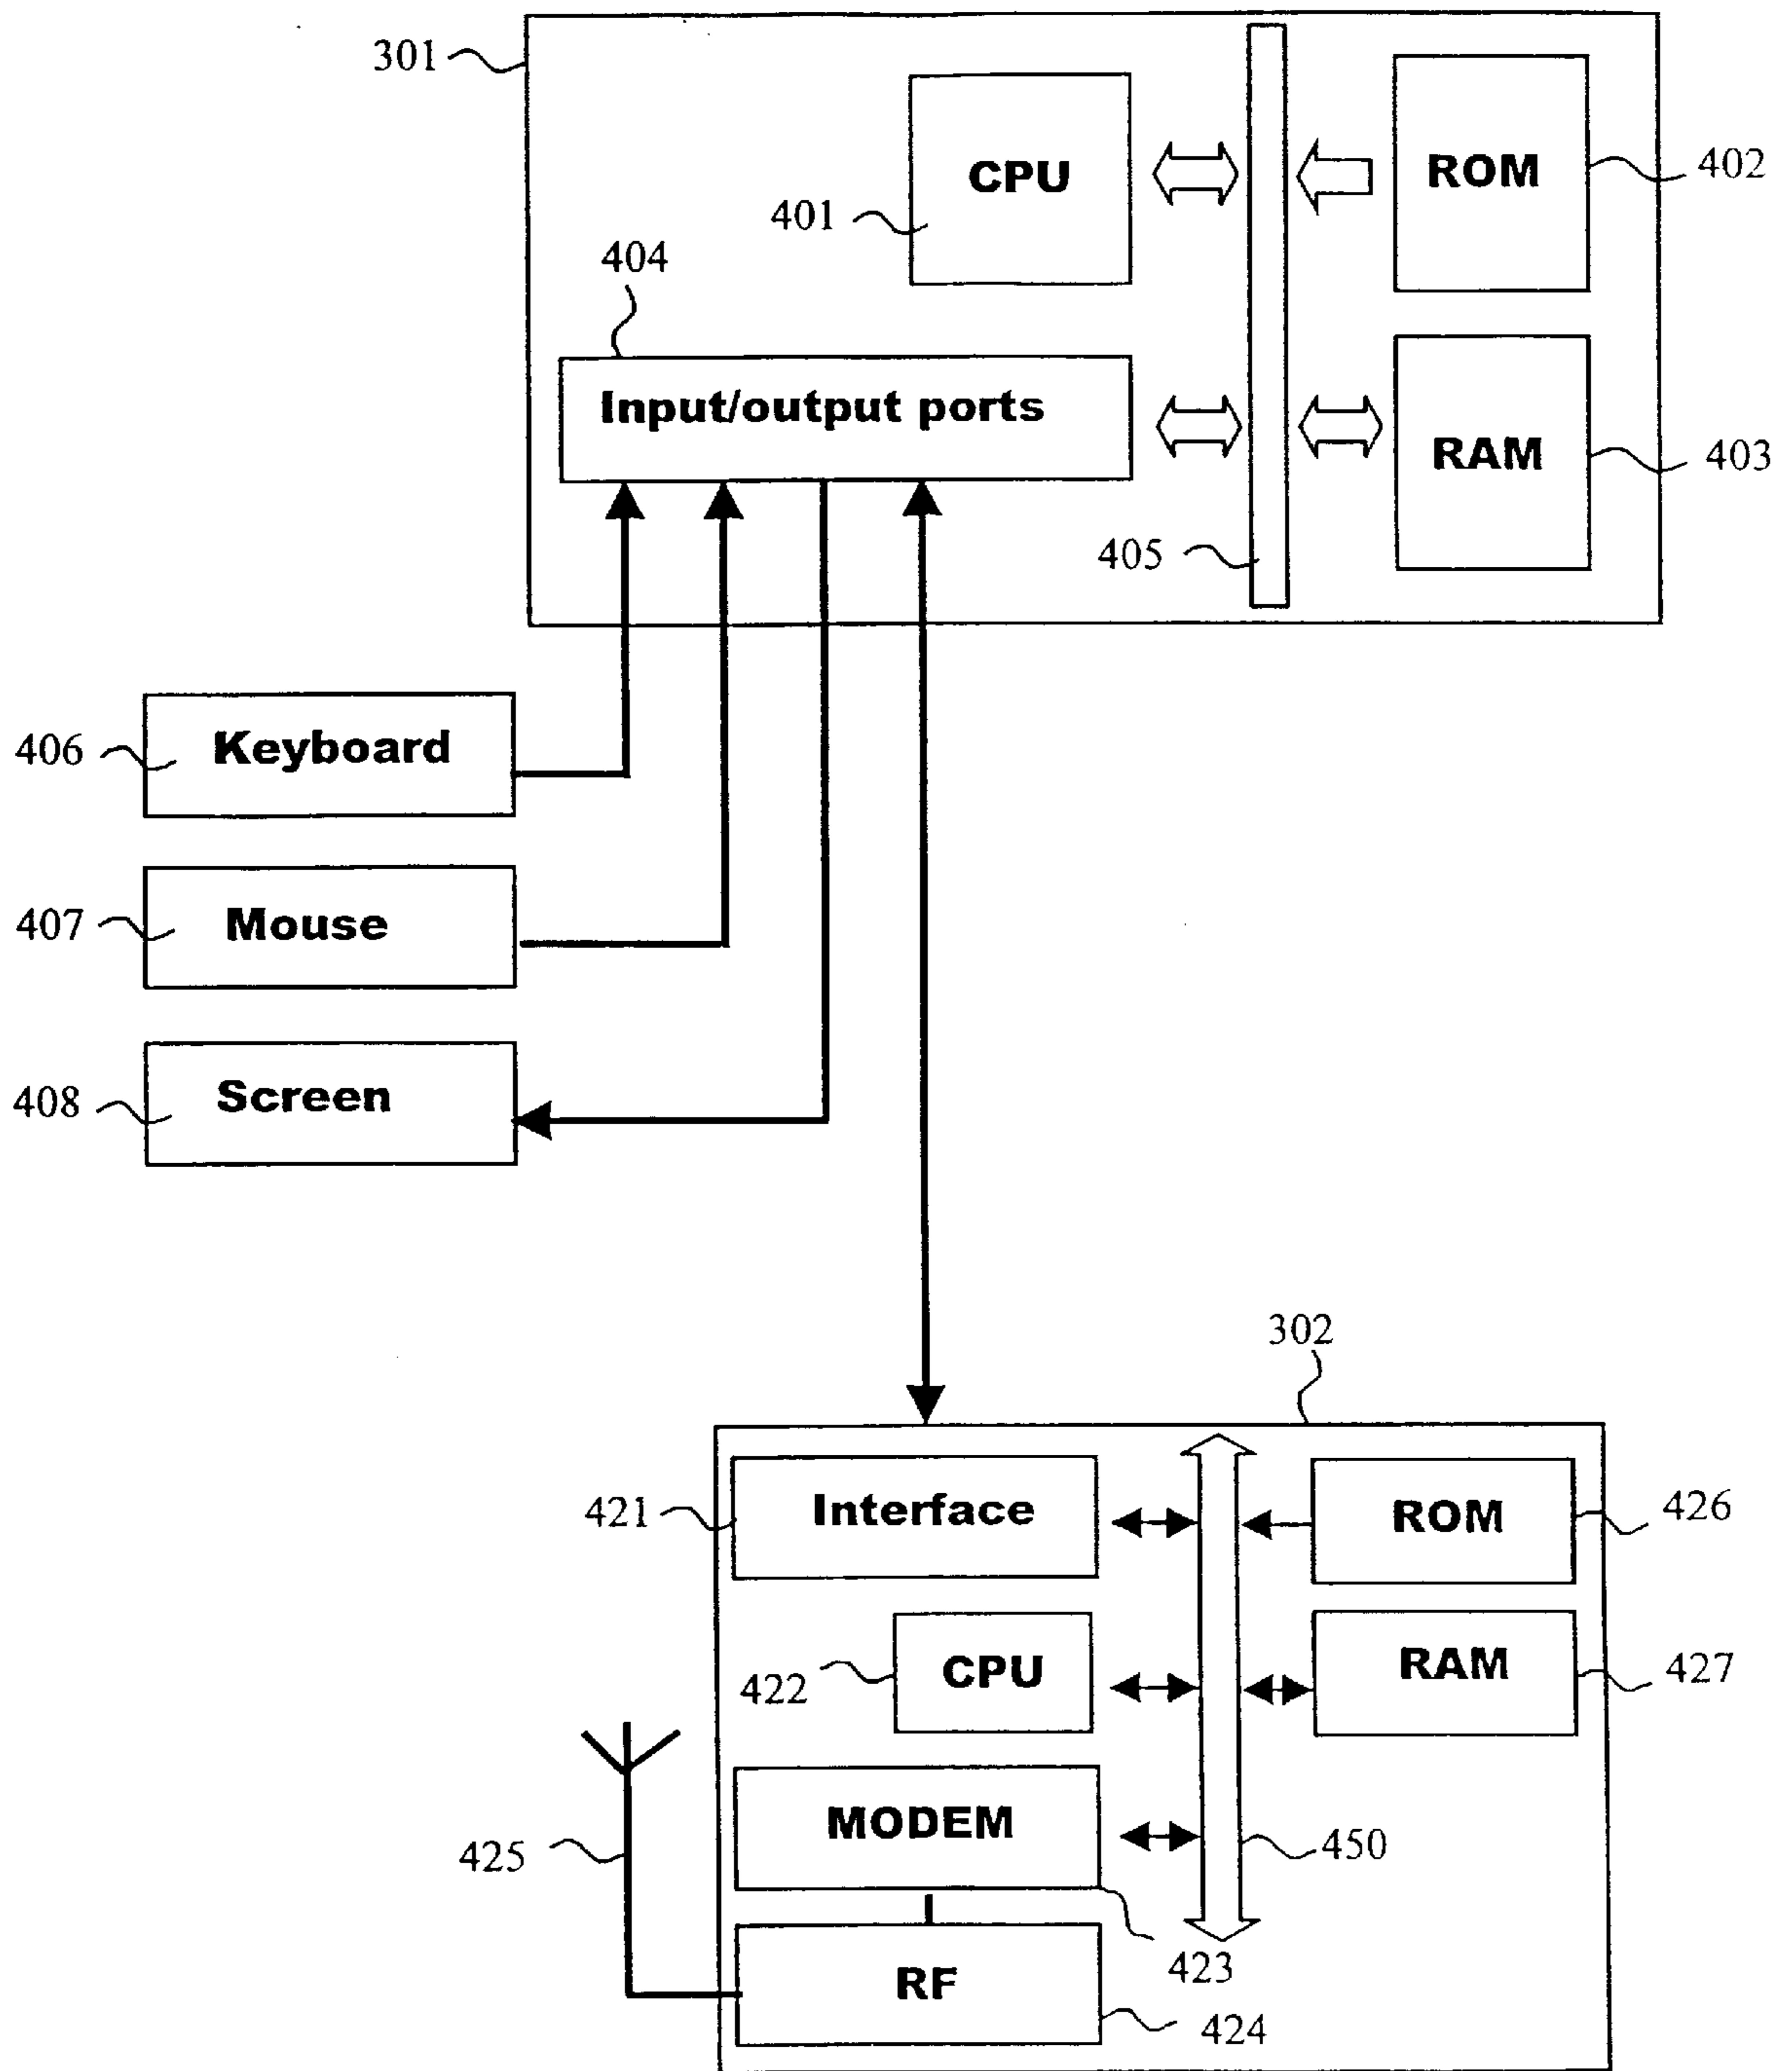 301
CPU
ROM
402
401
404
Input/output ports
RAM
403
405
406
Keyboard
407
Mouse
408
Screen
302
421
Interface
ROM
426
422
CPU
RAM
427
425
MODEM
450
423
RF
424